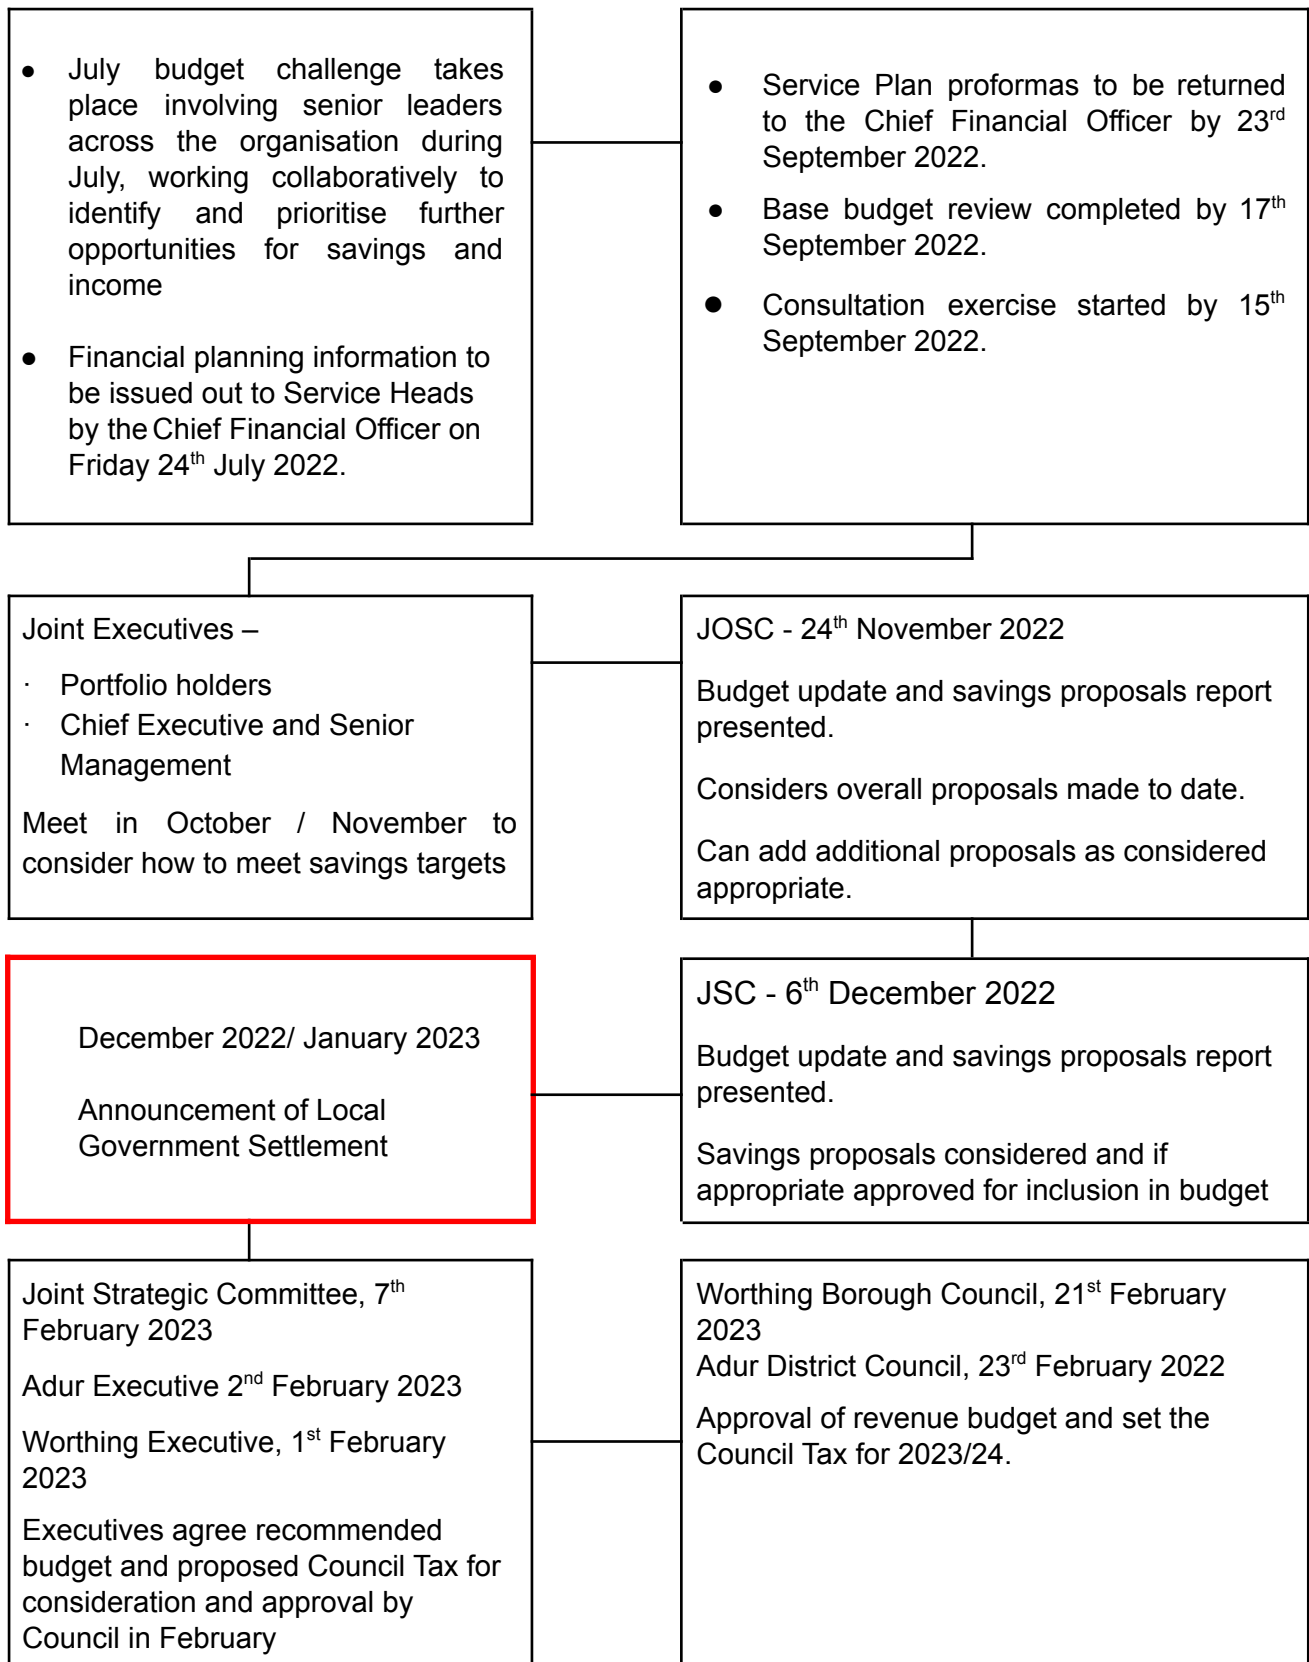 ● July budget challenge takes
place involving senior leaders
across the organisation during
July, working collaboratively to
identify and prioritise further
opportunities for savings and
income
● Financial planning information to
be issued out to Service Heads
by the Chief Financial Officer on
Friday 24th July 2022.
● Service Plan proformas to be returned
to the Chief Financial Officer by 23rd
September 2022.
● Base budget review completed by 17th
September 2022.
● Consultation exercise started by 15th
September 2022.
Joint Executives –
· Portfolio holders
· Chief Executive and Senior
Management
Meet in October / November to
consider how to meet savings targets
JOSC - 24th November 2022
Budget update and savings proposals report
presented.
Considers overall proposals made to date.
Can add additional proposals as considered
appropriate.
JSC - 6th December 2022
Budget update and savings proposals report
presented.
Savings proposals considered and if
appropriate approved for inclusion in budget
December 2022/ January 2023
Announcement of Local
Government Settlement
Joint Strategic Committee, 7th
February 2023
Adur Executive 2nd February 2023
Worthing Executive, 1st February
2023
Executives agree recommended
budget and proposed Council Tax for
consideration and approval by
Council in February
Worthing Borough Council, 21st February
2023
Adur District Council, 23rd February 2022
Approval of revenue budget and set the
Council Tax for 2023/24.